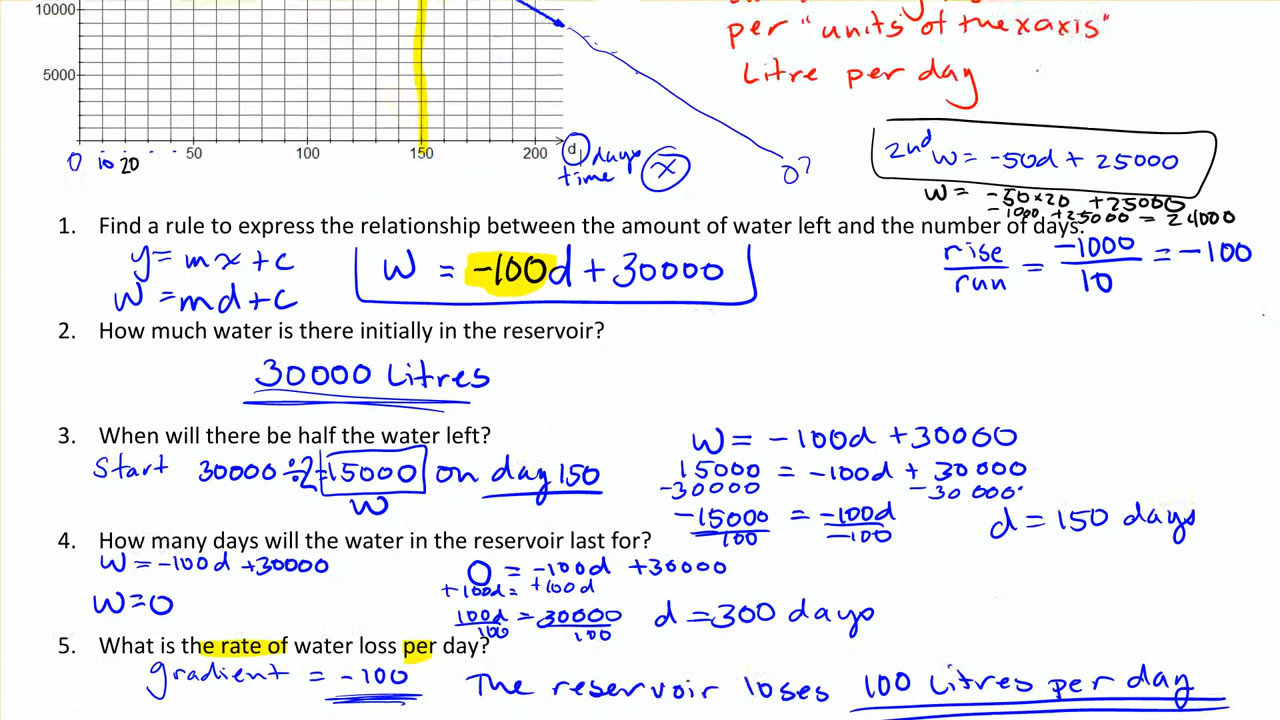 10000
per "units of the x axis"
5000
Litre per day
0 10 20 50 100 150 200 d days
time x
0?
2nd W = -50d + 25000
W = -50×20 + 25000
-1000 + 25000 = 24000
1. Find a rule to express the relationship between the amount of water left and the number of days.
y = mx + c
W = md + c
W = -100d + 30000
rise/run = -1000/10 = -100
2. How much water is there initially in the reservoir?
30000 Litres
3. When will there be half the water left?
Start 30000 ÷ 2 = 15000 on day 150
W
W = -100d + 30000
15000 = -100d + 30000
-30000 -30000
-15000/100 = -100d/-100
d = 150 days
4. How many days will the water in the reservoir last for?
W = -100d + 30000
W = 0
0 = -100d + 30000
+100d = +100d
100d/100 = 30000/100
d = 300 days
5. What is the rate of water loss per day?
gradient = -100
The reservoir loses 100 Litres per day